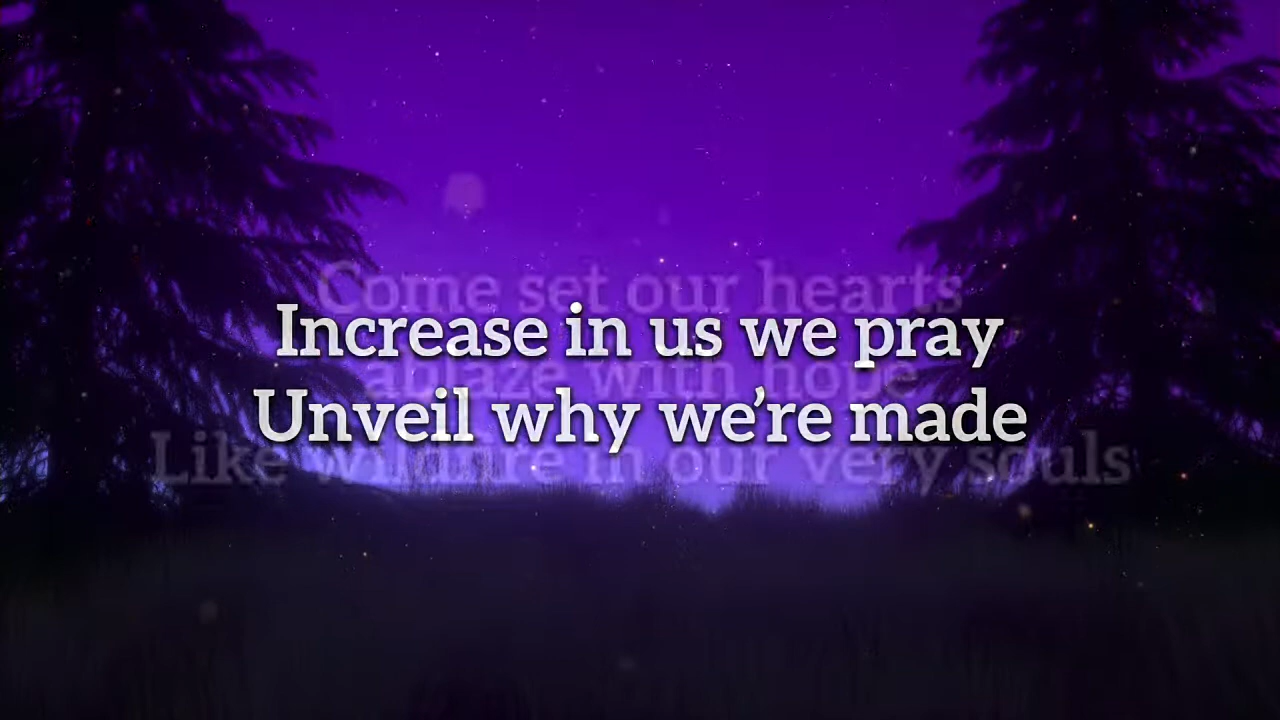 Come set our hearts
Increase in us we pray
ablaze with hope
Unveil why we’re made
Like wildfire in our very souls